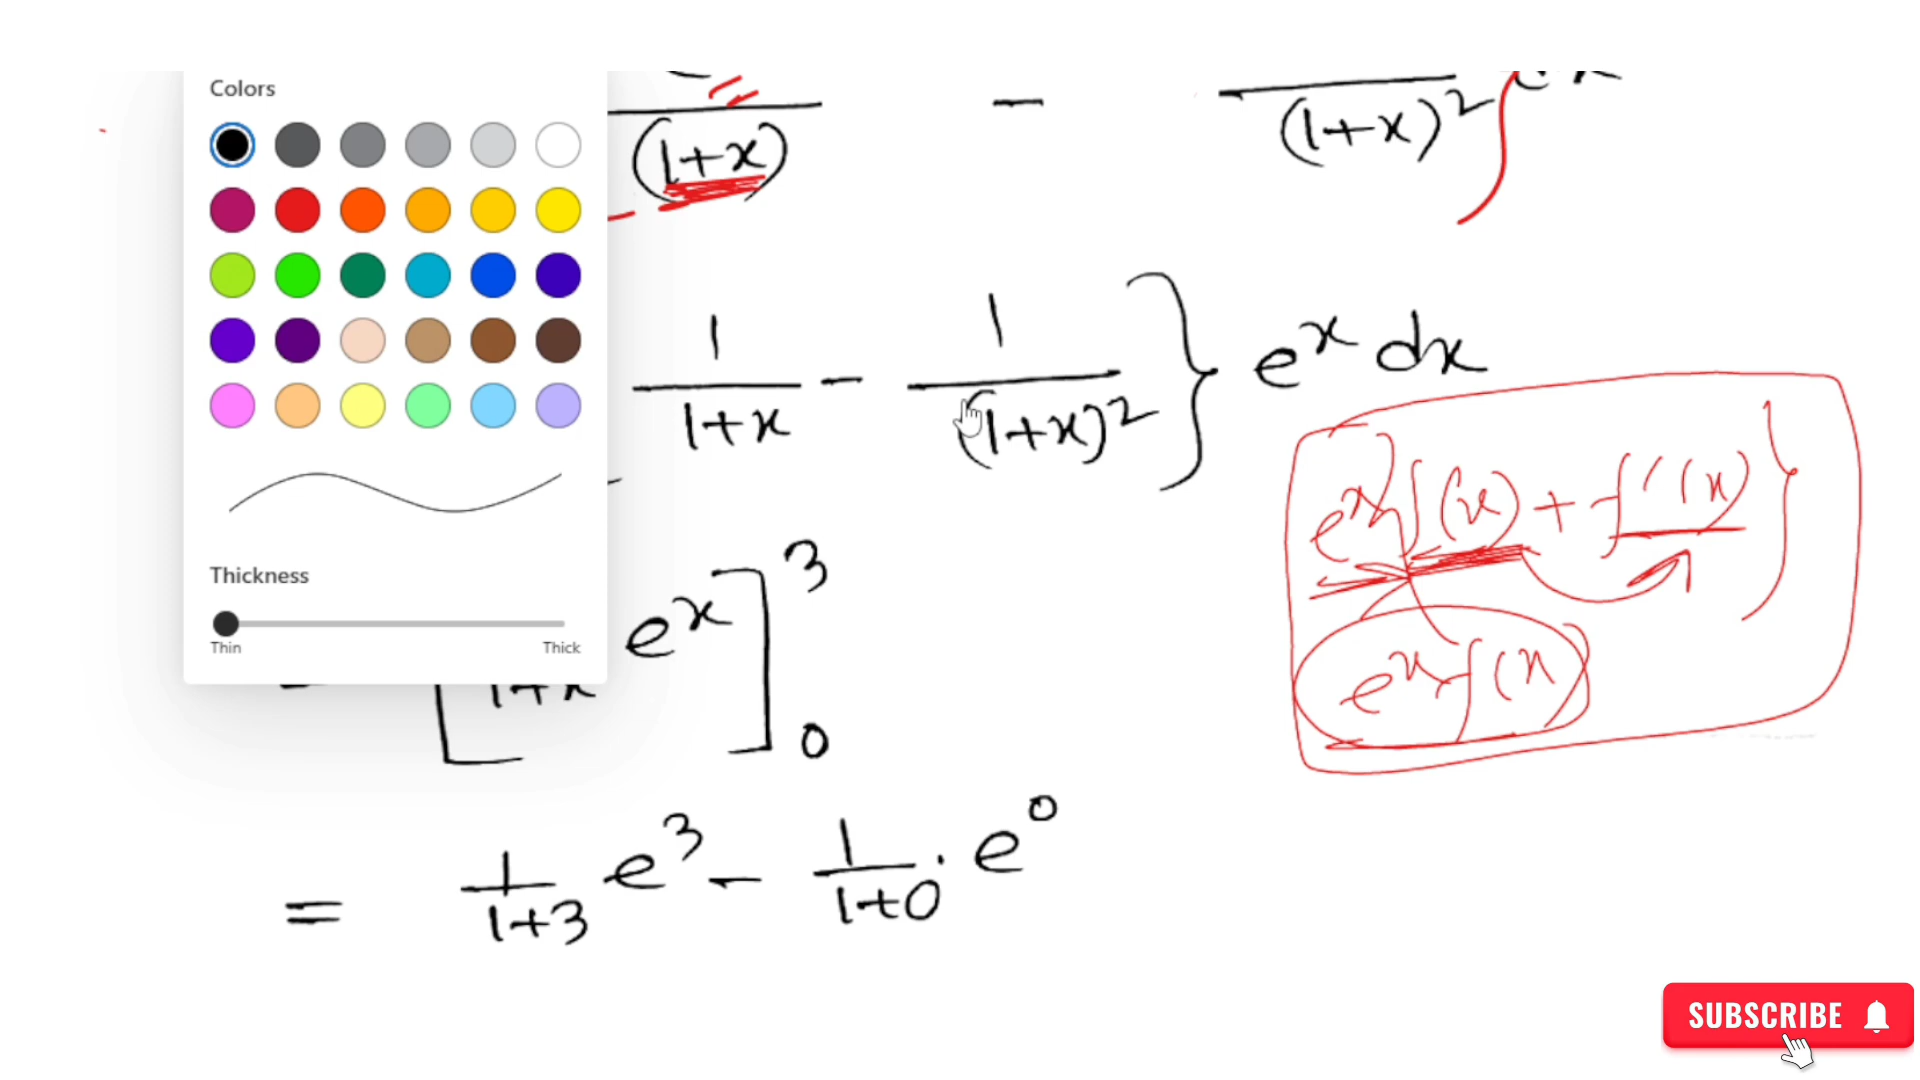 Colors
(1+x) - (1+x)²
1/(1+x) - 1/(1+x)² } eˣ dx
eˣ f(x) + f'(x) }
Thickness
Thin Thick
[ 1+x eˣ ]³₀
eˣ f(x)
= 1/(1+3) e³ - 1/(1+0) . e⁰
SUBSCRIBE